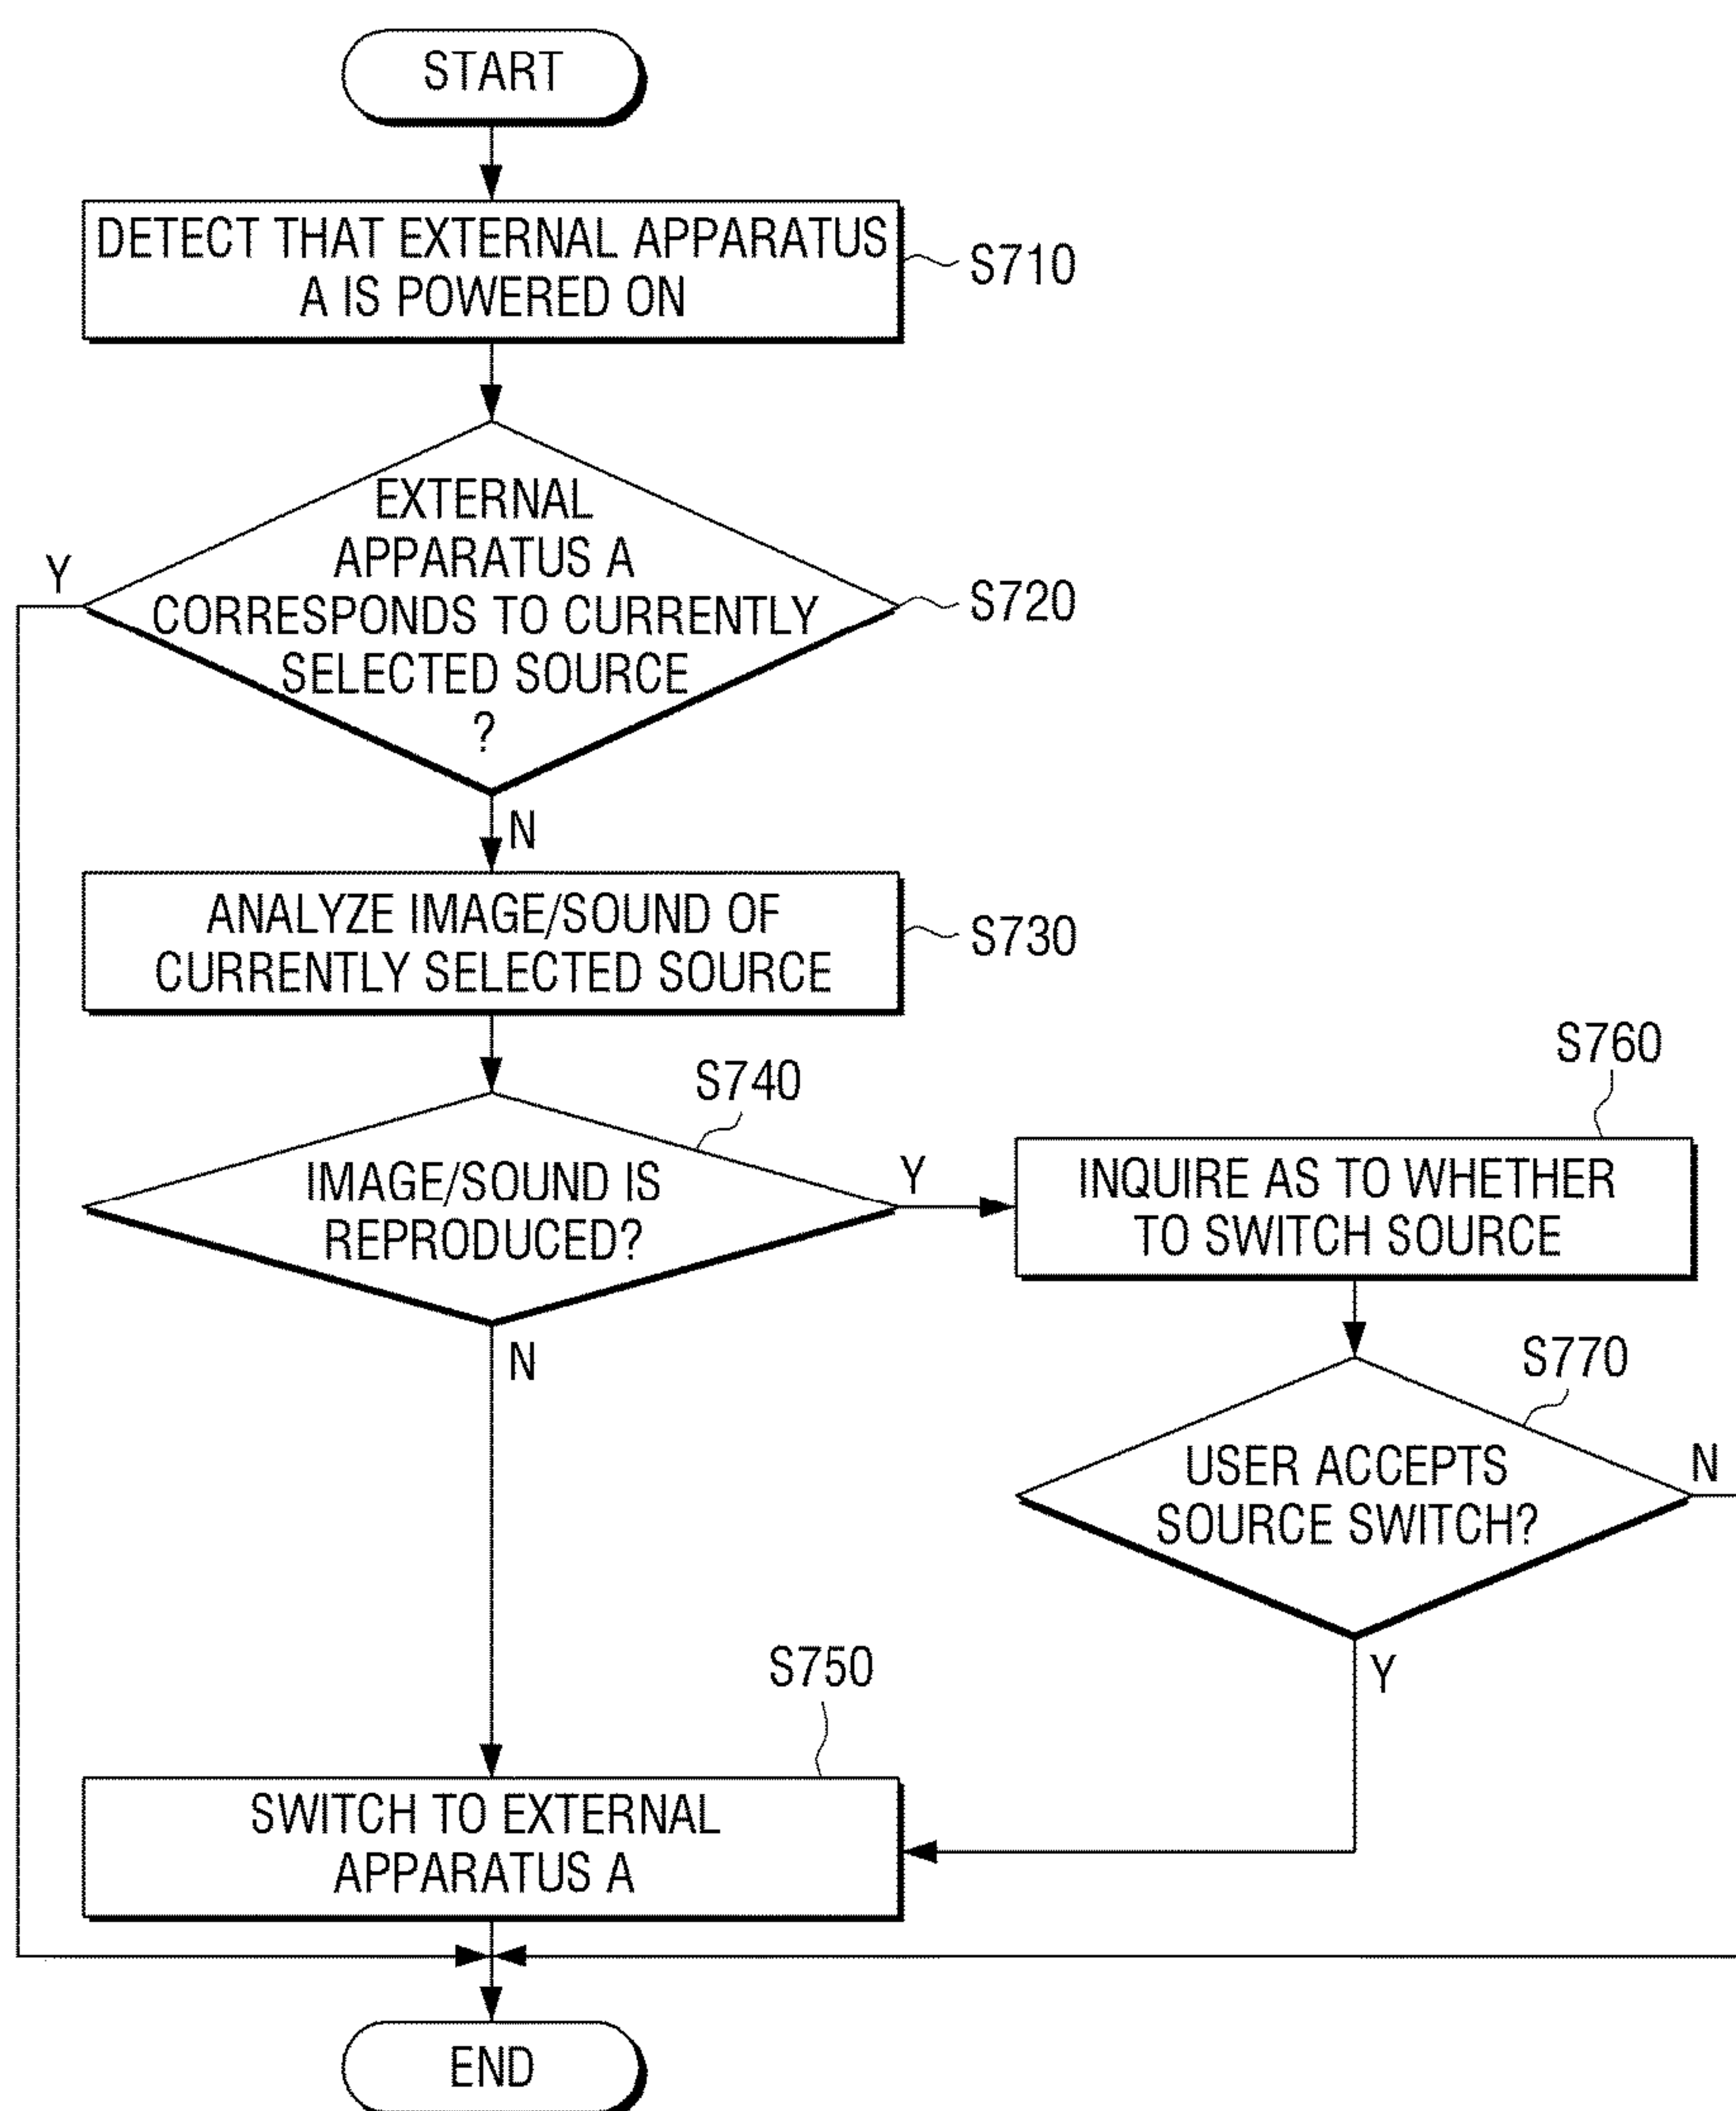 START
DETECT THAT EXTERNAL APPARATUS
A IS POWERED ON
S710
EXTERNAL
APPARATUS A
CORRESPONDS TO CURRENTLY
SELECTED SOURCE
?
S720
Y
N
ANALYZE IMAGE/SOUND OF
CURRENTLY SELECTED SOURCE
S730
S740
IMAGE/SOUND IS
REPRODUCED?
Y
N
S760
INQUIRE AS TO WHETHER
TO SWITCH SOURCE
S770
USER ACCEPTS
SOURCE SWITCH?
N
Y
S750
SWITCH TO EXTERNAL
APPARATUS A
END